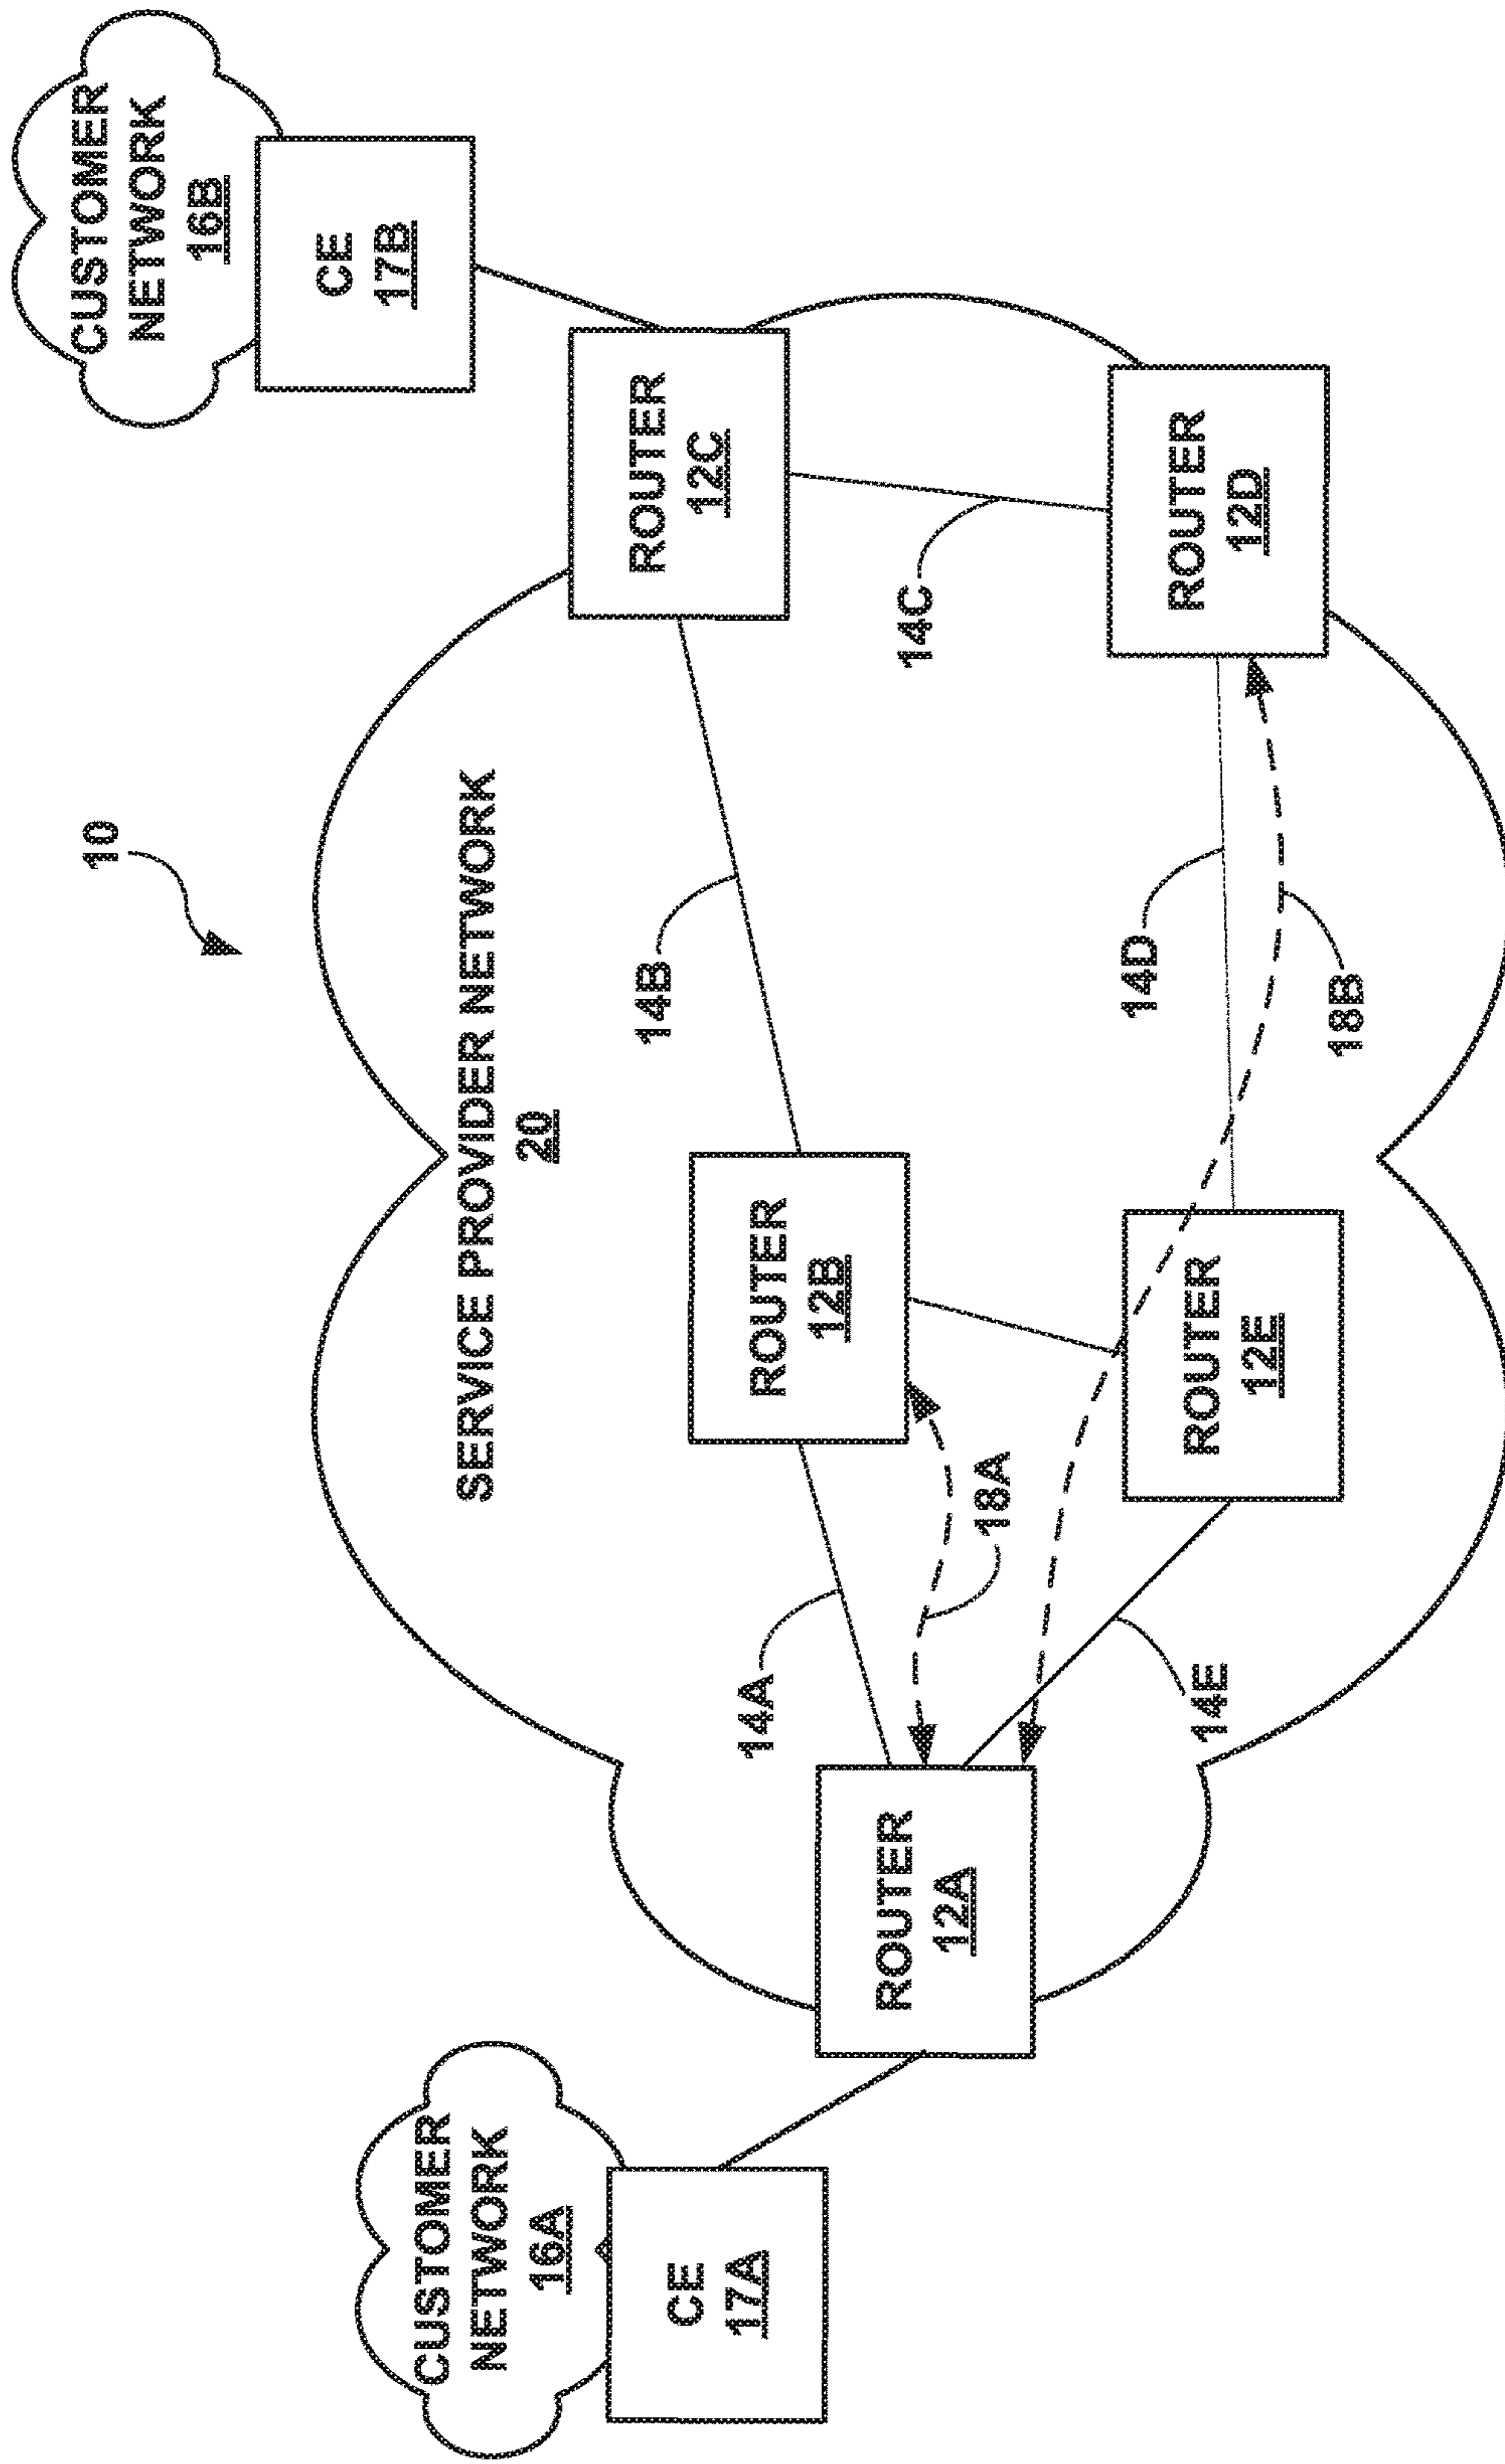 10
CUSTOMER
NETWORK
16B
CE
17B
CUSTOMER
NETWORK
16A
CE
17A
SERVICE PROVIDER NETWORK
20
ROUTER
12C
14B
ROUTER
12B
14A
ROUTER
12A
18A
14C
14D
14E
ROUTER
12E
ROUTER
12D
18B